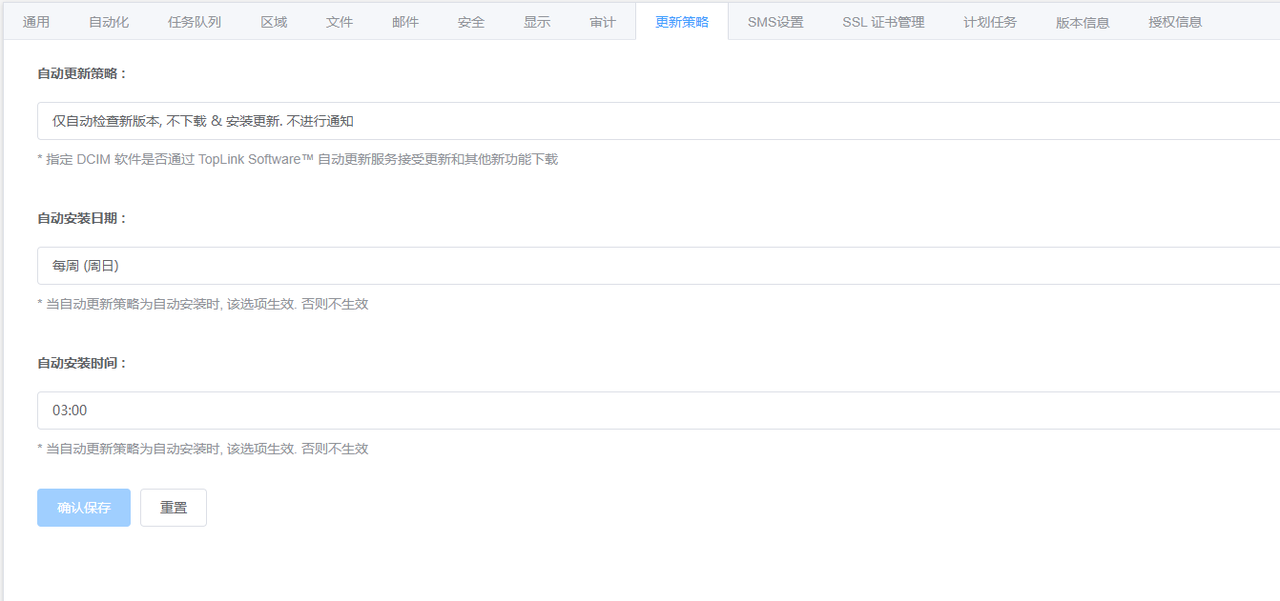 通用 自动化 任务队列 区域 文件 邮件 安全 显示 审计 更新策略 SMS设置 SSL 证书管理 计划任务 版本信息 授权信息
自动更新策略：
仅自动检查新版本, 不下载 & 安装更新. 不进行通知
* 指定 DCIM 软件是否通过 TopLink Software™ 自动更新服务接受更新和其他新功能下载
自动安装日期：
每周 (周日)
* 当自动更新策略为自动安装时, 该选项生效. 否则不生效
自动安装时间：
03:00
* 当自动更新策略为自动安装时, 该选项生效. 否则不生效
确认保存 重置